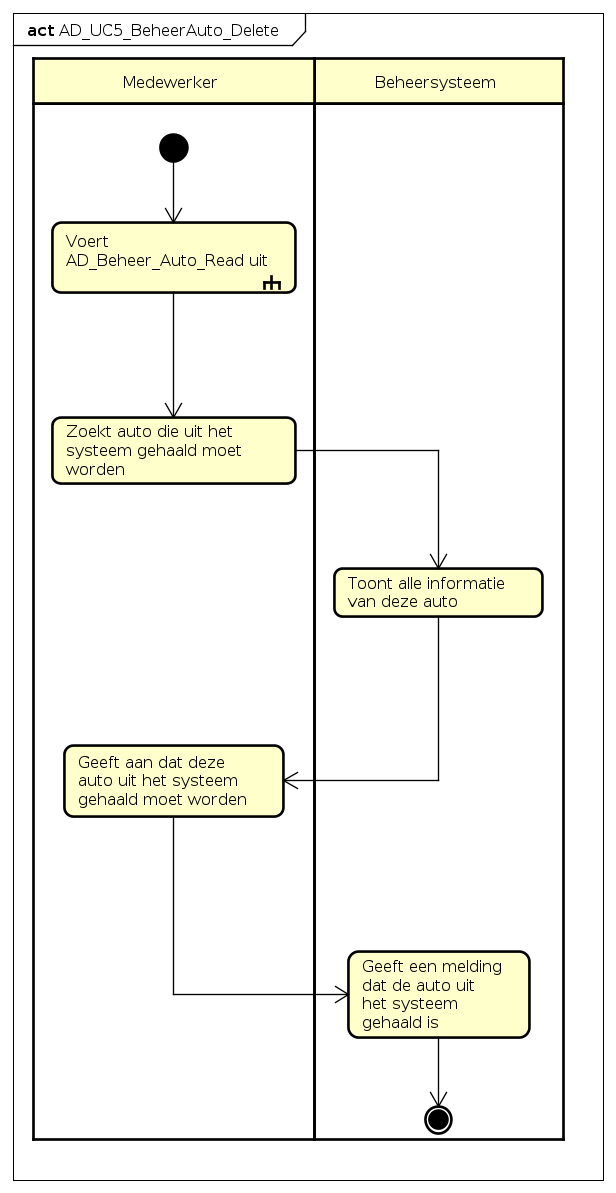 act AD_UC5_BeheerAuto_Delete
Medewerker
Beheersysteem
Voert
AD_Beheer_Auto_Read uit
Zoekt auto die uit het
systeem gehaald moet
worden
Toont alle informatie
van deze auto
Geeft aan dat deze
auto uit het systeem
gehaald moet worden
Geeft een melding
dat de auto uit
het systeem
gehaald is